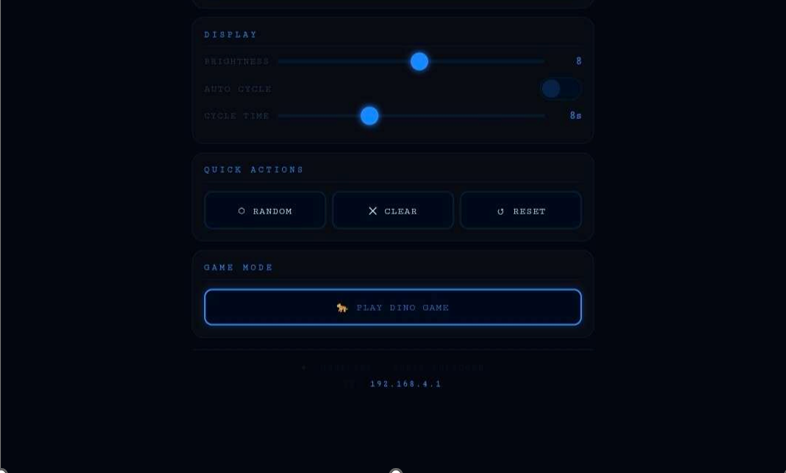 DISPLAY
BRIGHTNESS 8
AUTO CYCLE
CYCLE TIME 8s
QUICK ACTIONS
RANDOM
CLEAR
RESET
GAME MODE
PLAY DINO GAME
192.168.4.1